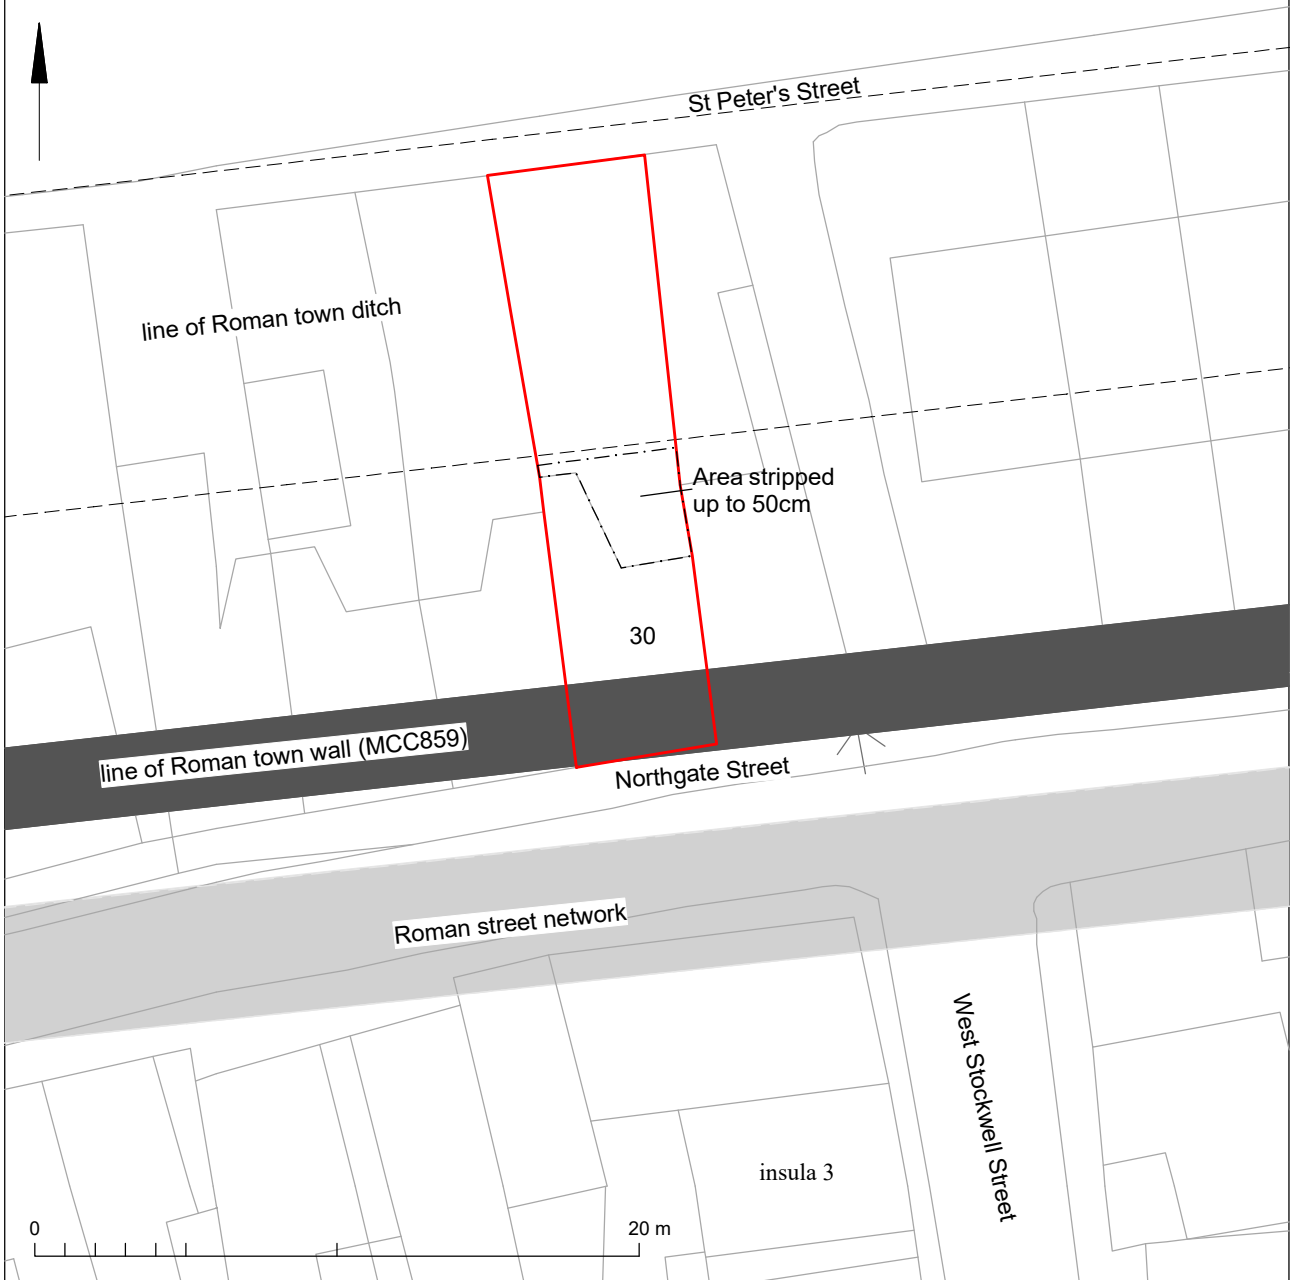 St Peter's Street
line of Roman town ditch
Area stripped
up to 50cm
30
line of Roman town wall (MCC859)
Northgate Street
Roman street network
West Stockwell Street
insula 3
0
20 m